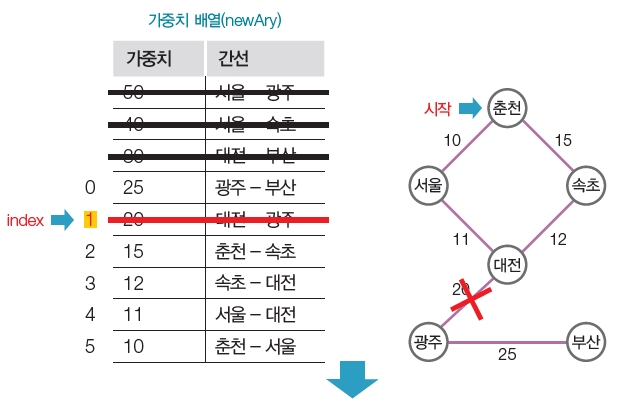 가중치 배열(newAry)
가중치 간선
50 서울 – 광주
40 서울 – 속초
30 대전 – 부산
0 25 광주 – 부산
index 1 20 대전 – 광주
2 15 춘천 – 속초
3 12 속초 – 대전
4 11 서울 – 대전
5 10 춘천 – 서울
시작 춘천
10 15
서울 속초
11 12
대전
20
광주 부산
25